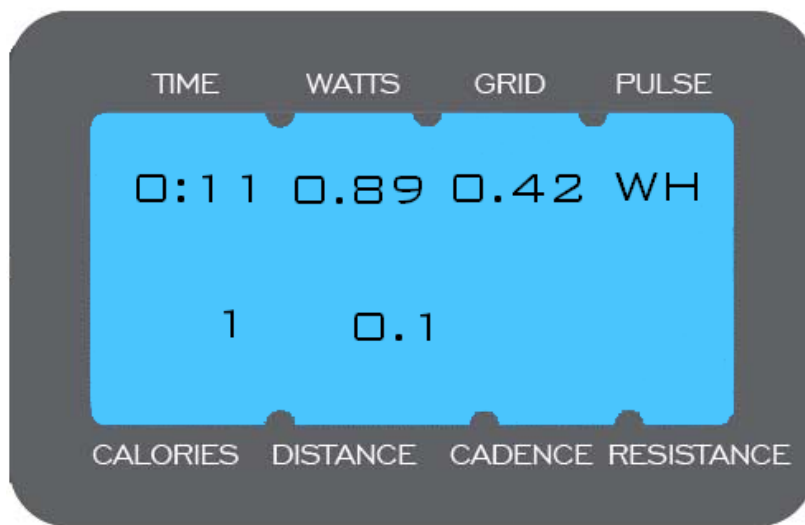 TIME WATTS GRID PULSE
0:11 0.89 0.42 WH
1 0.1
CALORIES DISTANCE CADENCE RESISTANCE